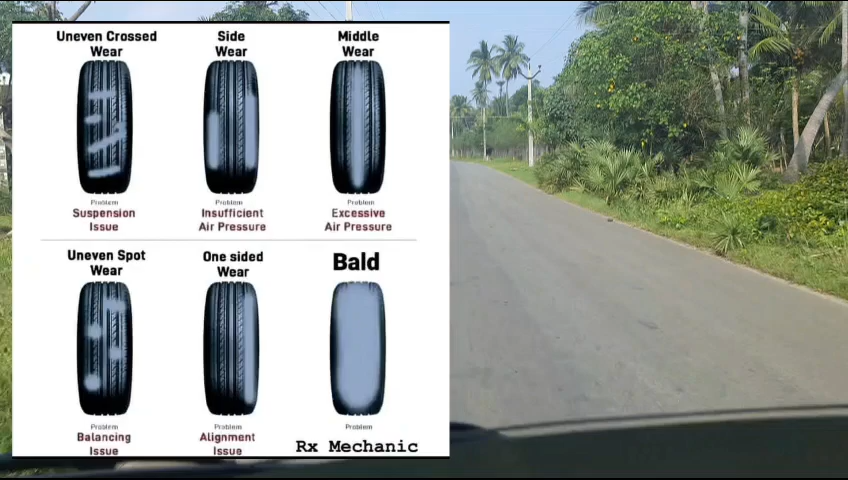 Uneven Crossed
Wear
Side
Wear
Middle
Wear
Problem
Suspension
Issue
Problem
Insufficient
Air Pressure
Problem
Excessive
Air Pressure
Uneven Spot
Wear
One sided
Wear
Bald
Problem
Balancing
Issue
Problem
Alignment
Issue
Problem
Rx Mechanic